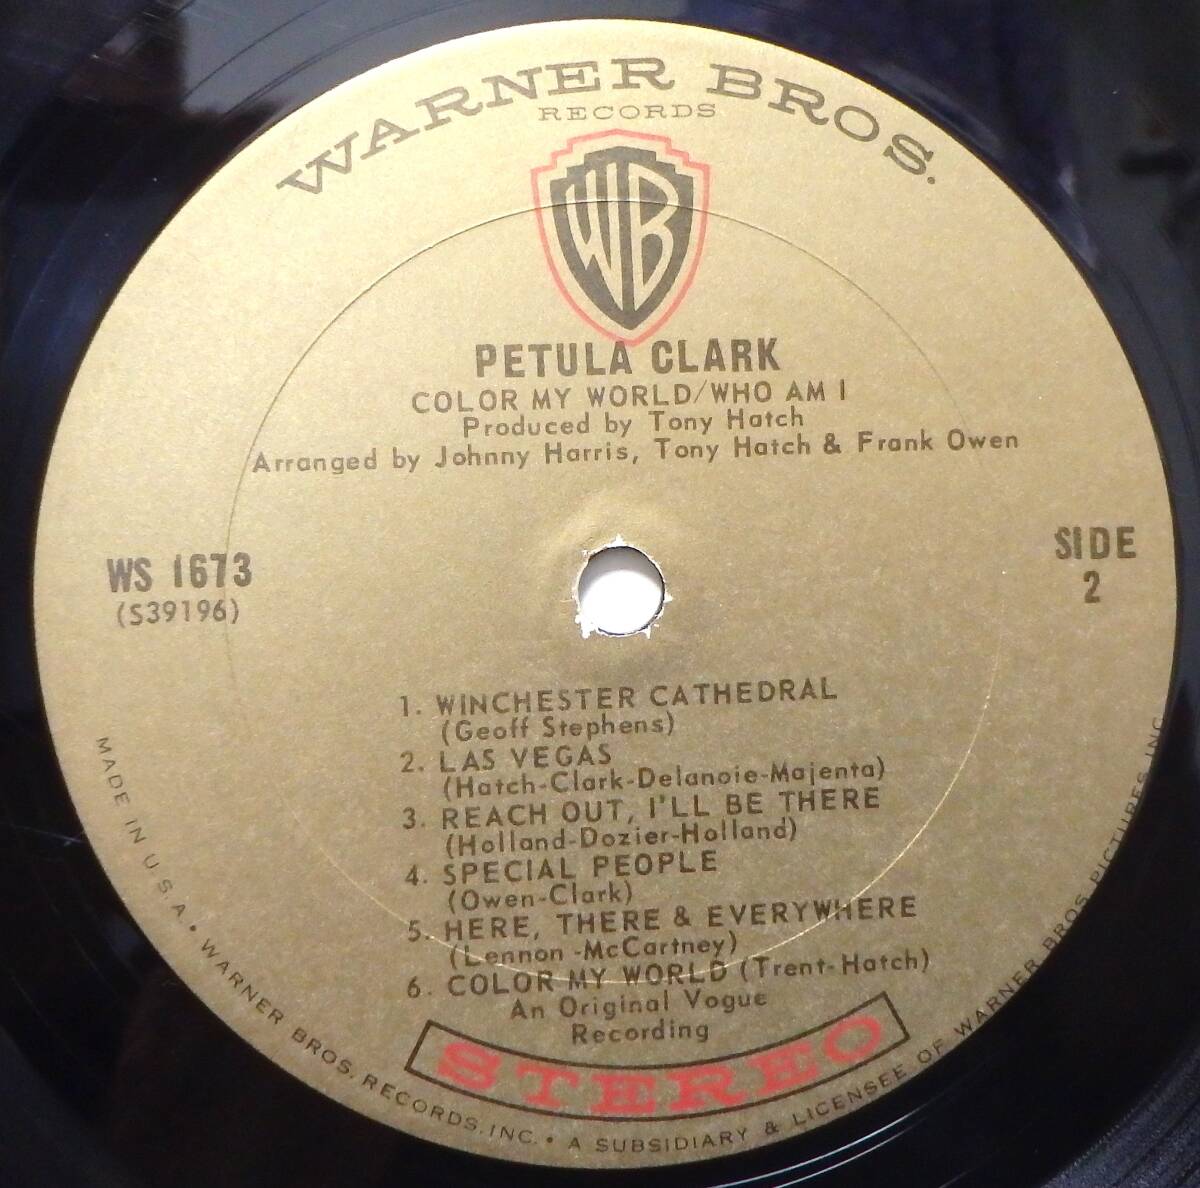 WARNER BROS.
RECORDS
WB
PETULA CLARK
COLOR MY WORLD/WHO AM I
Produced by Tony Hatch
Arranged by Johnny Harris, Tony Hatch & Frank Owen
WS 1673
(S39196)
SIDE
2
1. WINCHESTER CATHEDRAL
(Geoff Stephens)
2. LAS VEGAS
(Hatch-Clark-Delanoie-Majenta)
3. REACH OUT, I'LL BE THERE
(Holland-Dozier-Holland)
4. SPECIAL PEOPLE
(Owen-Clark)
5. HERE, THERE & EVERYWHERE
(Lennon -McCartney)
6. COLOR MY WORLD (Trent-Hatch)
An Original Vogue
Recording
STEREO
MADE IN U.S.A. • WARNER BROS. RECORDS, INC. • A SUBSIDIARY & LICENSEE OF WARNER BROS. PICTURES INC.